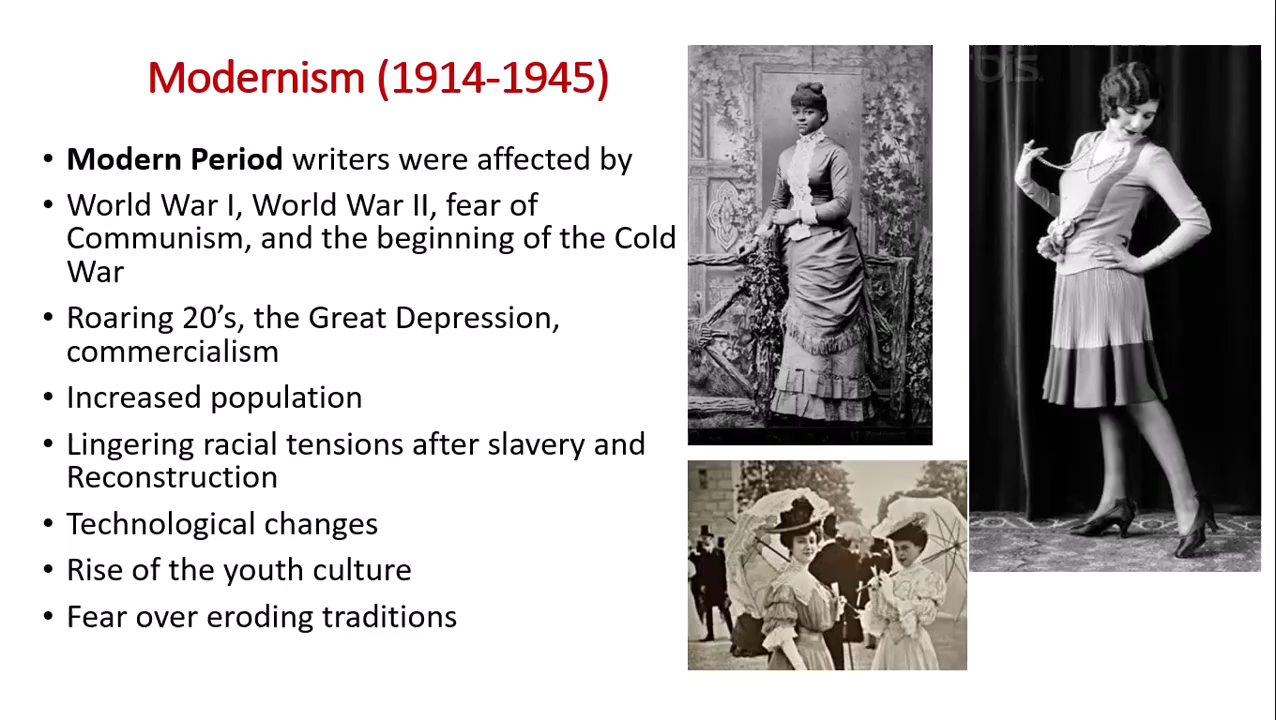 Modernism (1914-1945)
• Modern Period writers were affected by
• World War I, World War II, fear of
Communism, and the beginning of the Cold
War
• Roaring 20’s, the Great Depression,
commercialism
• Increased population
• Lingering racial tensions after slavery and
Reconstruction
• Technological changes
• Rise of the youth culture
• Fear over eroding traditions